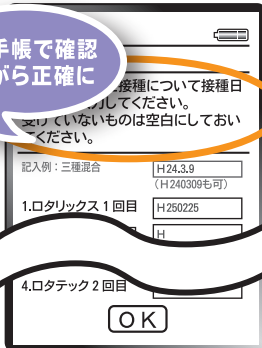 手帳で確認
がら正確に
接種について接種日
力してください。
受けていないものは空白にしておい
てください。
記入例：三種混合
H24.3.9
（H240309も可）
1.ロタリックス 1 回目
H250225
H
4.ロタテック 2 回目
OK